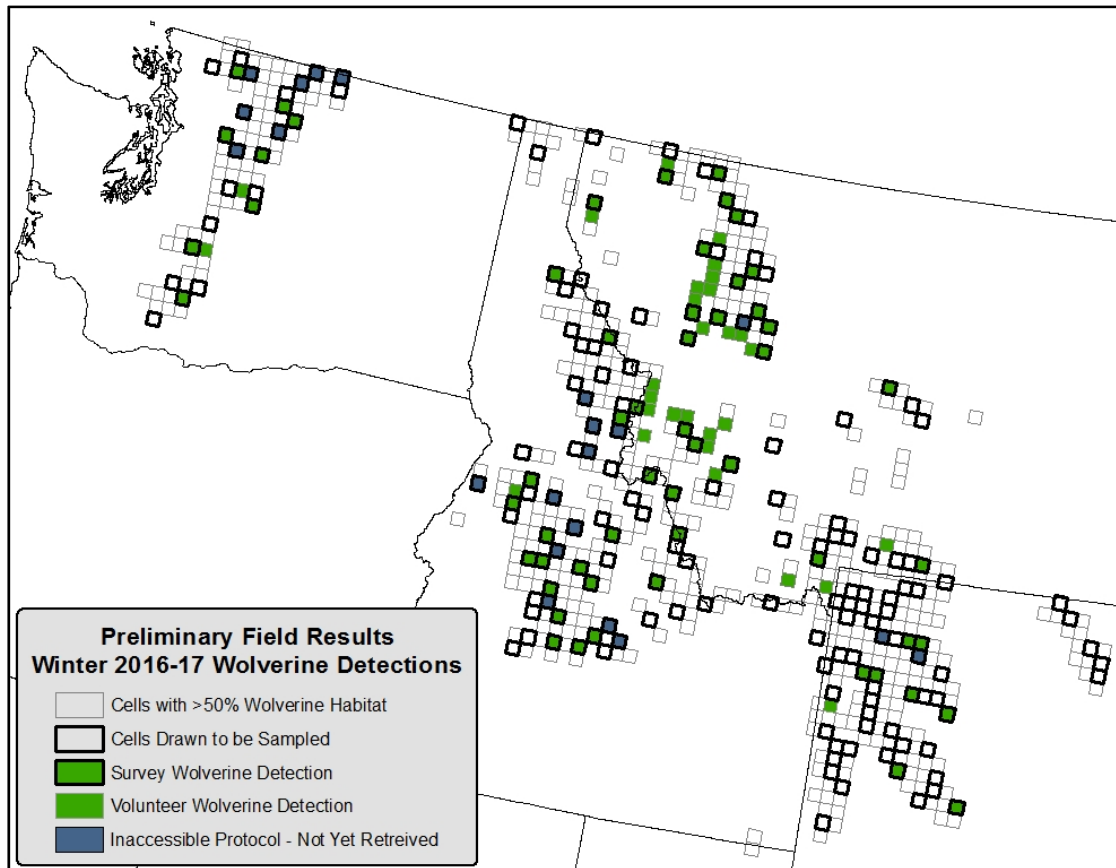 Preliminary Field Results
Winter 2016-17 Wolverine Detections
Cells with >50% Wolverine Habitat
Cells Drawn to be Sampled
Survey Wolverine Detection
Volunteer Wolverine Detection
Inaccessible Protocol - Not Yet Retreived